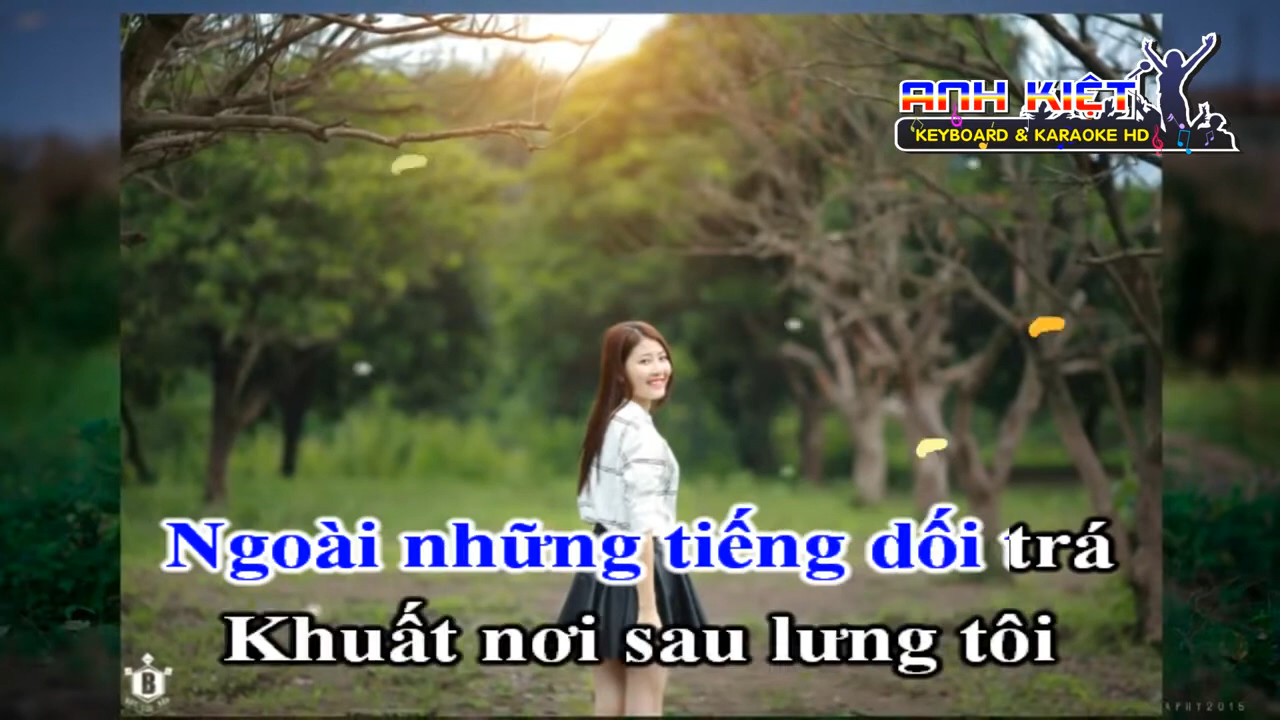 ANH KIỆT
KEYBOARD & KARAOKE HD
Ngoài những tiếng dối trá
Khuất nơi sau lưng tôi
B